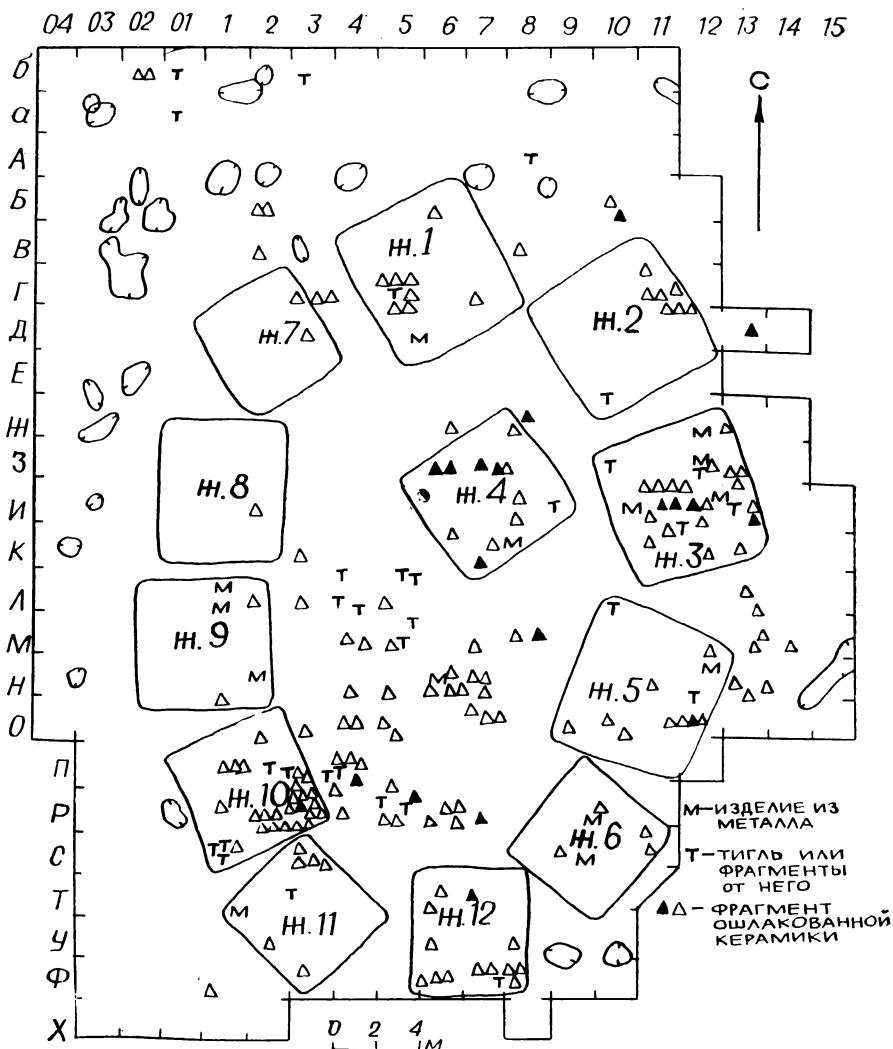 04 03 02 01 1 2 3 4 5 6 7 8 9 10 11 12 13 14 15
б
а
А
Б
В
Г
Д
Е
Ж
З
И
К
Л
М
Н
О
П
Р
С
Т
У
Ф
Х
С
Т
Т
Т
Т
ж.1
Т
М
ж.2
Т
ж.7
ж.8
ж.4
Т
М
М
Т
М
Т
М
М
Т
Т
ж.3
М
М
ж.9
М
Т
Т Т
Т
Т
Т
Т
М
Т
М
ж.5
Т
Т Т
Т Т
ж.10
Т
Т
Т Т
Т
М
ж.6
М
Т
М
ж.11
ж.12
Т
М – ИЗДЕЛИЕ ИЗ
МЕТАЛЛА
Т – ТИГЛЬ ИЛИ
ФРАГМЕНТЫ
ОТ НЕГО
– ФРАГМЕНТ
ОШЛАКОВАННОЙ
КЕРАМИКИ
0 2 4 М